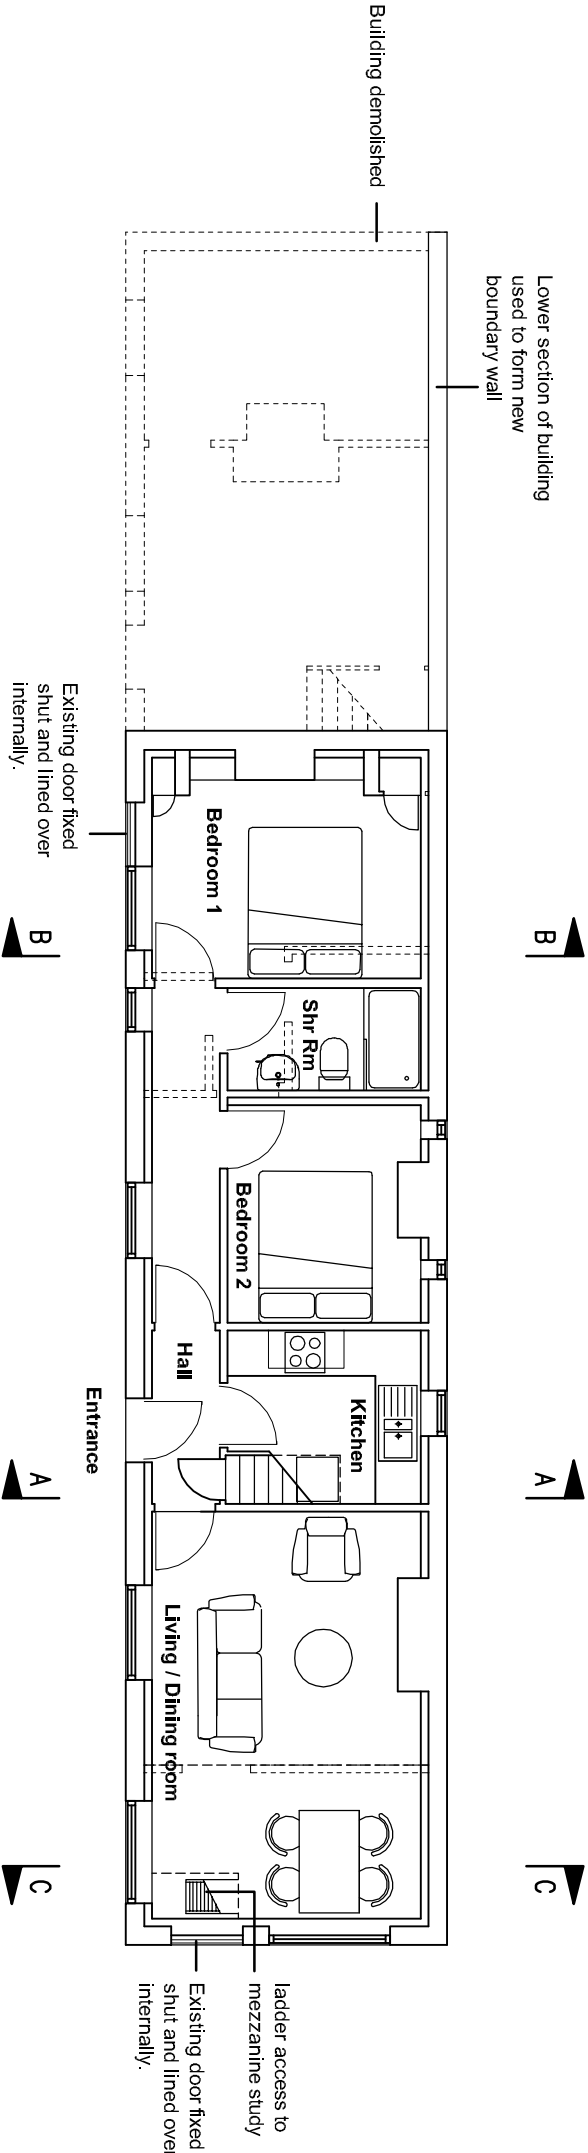 Building demolished
Lower section of building
used to form new
boundary wall
Existing door fixed
shut and lined over
internally.
B
B
Bedroom 1
Shr Rm
Bedroom 2
Hall
Kitchen
Entrance
A
A
Living / Dining room
C
C
ladder access to
mezzanine study
Existing door fixed
shut and lined over
internally.